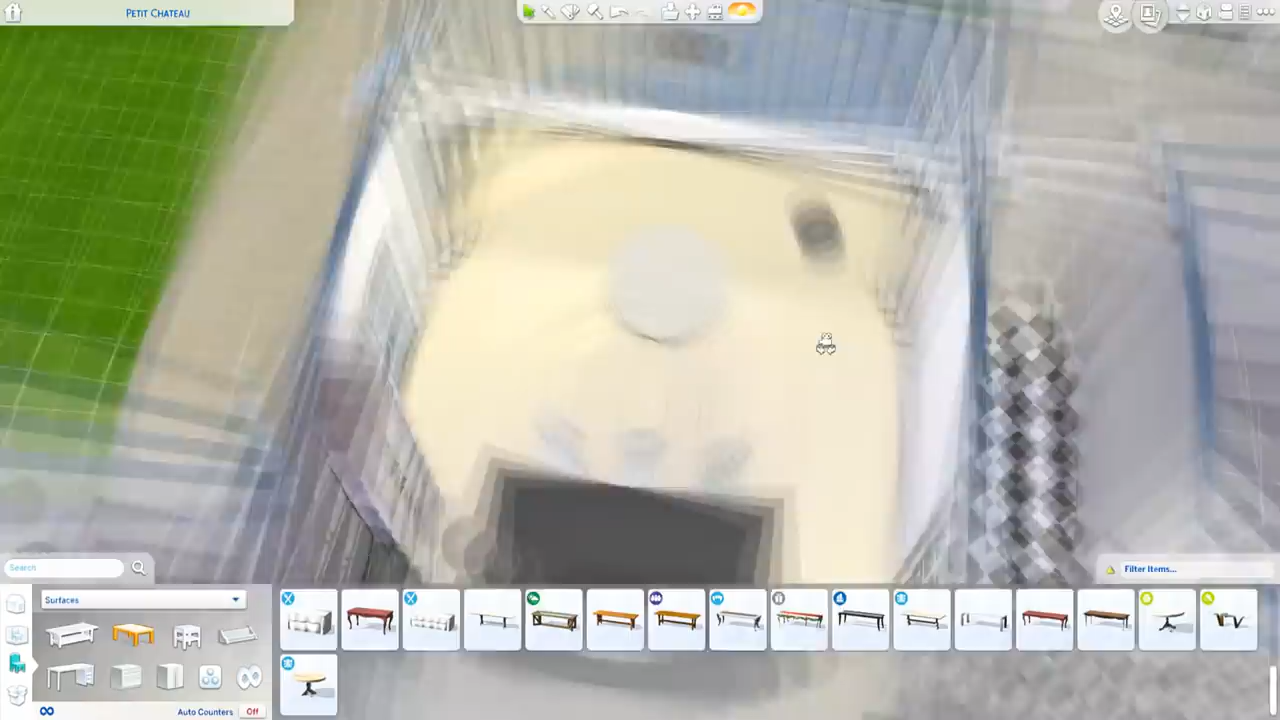 PETIT CHATEAU
Search
Filter Items...
Surfaces
Auto Counters Off